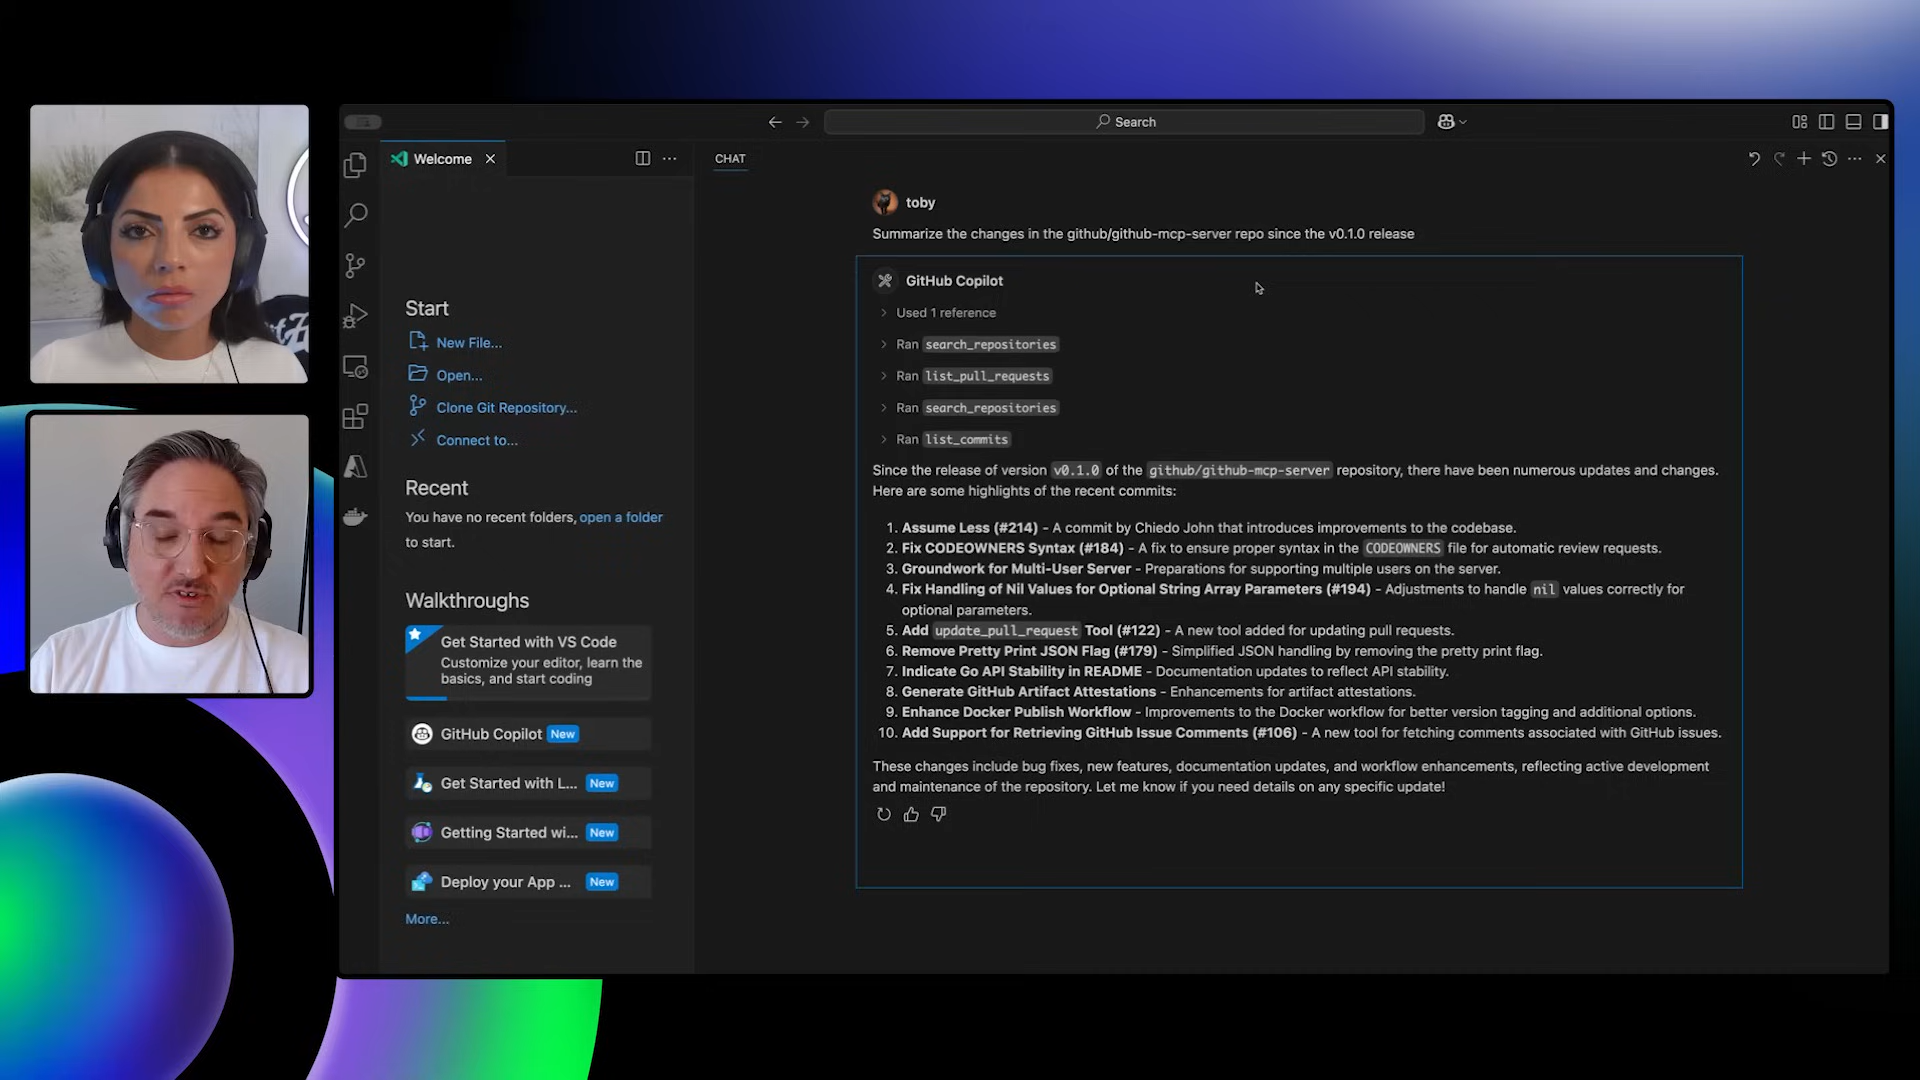 Search
Welcome
CHAT
toby
Summarize the changes in the github/github-mcp-server repo since the v0.1.0 release
GitHub Copilot
Used 1 reference
Ran search_repositories
Ran list_pull_requests
Ran search_repositories
Ran list_commits
Since the release of version v0.1.0 of the github/github-mcp-server repository, there have been numerous updates and changes.
Here are some highlights of the recent commits:
1. Assume Less (#214) - A commit by Chiedo John that introduces improvements to the codebase.
2. Fix CODEOWNERS Syntax (#184) - A fix to ensure proper syntax in the CODEOWNERS file for automatic review requests.
3. Groundwork for Multi-User Server - Preparations for supporting multiple users on the server.
4. Fix Handling of Nil Values for Optional String Array Parameters (#194) - Adjustments to handle nil values correctly for
optional parameters.
5. Add update_pull_request Tool (#122) - A new tool added for updating pull requests.
6. Remove Pretty Print JSON Flag (#179) - Simplified JSON handling by removing the pretty print flag.
7. Indicate Go API Stability in README - Documentation updates to reflect API stability.
8. Generate GitHub Artifact Attestations - Enhancements for artifact attestations.
9. Enhance Docker Publish Workflow - Improvements to the Docker workflow for better version tagging and additional options.
10. Add Support for Retrieving GitHub Issue Comments (#106) - A new tool for fetching comments associated with GitHub issues.
These changes include bug fixes, new features, documentation updates, and workflow enhancements, reflecting active development
and maintenance of the repository. Let me know if you need details on any specific update!
Start
New File...
Open...
Clone Git Repository...
Connect to...
Recent
You have no recent folders, open a folder
to start.
Walkthroughs
Get Started with VS Code
Customize your editor, learn the
basics, and start coding
GitHub Copilot New
Get Started with L... New
Getting Started wi... New
Deploy your App ... New
More...